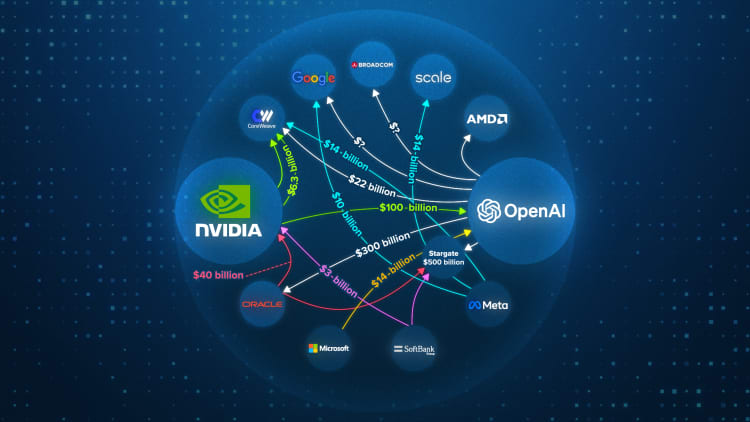 Google
BROADCOM
scale
CoreWeave
AMD
$?
$?
$14 billion
$14 billion
$6.3 billion
$22 billion
NVIDIA
$100 billion
OpenAI
$10 billion
$300 billion
Stargate
$500 billion
$40 billion
$3 billion
$14 billion
ORACLE
Meta
Microsoft
SoftBank
Group